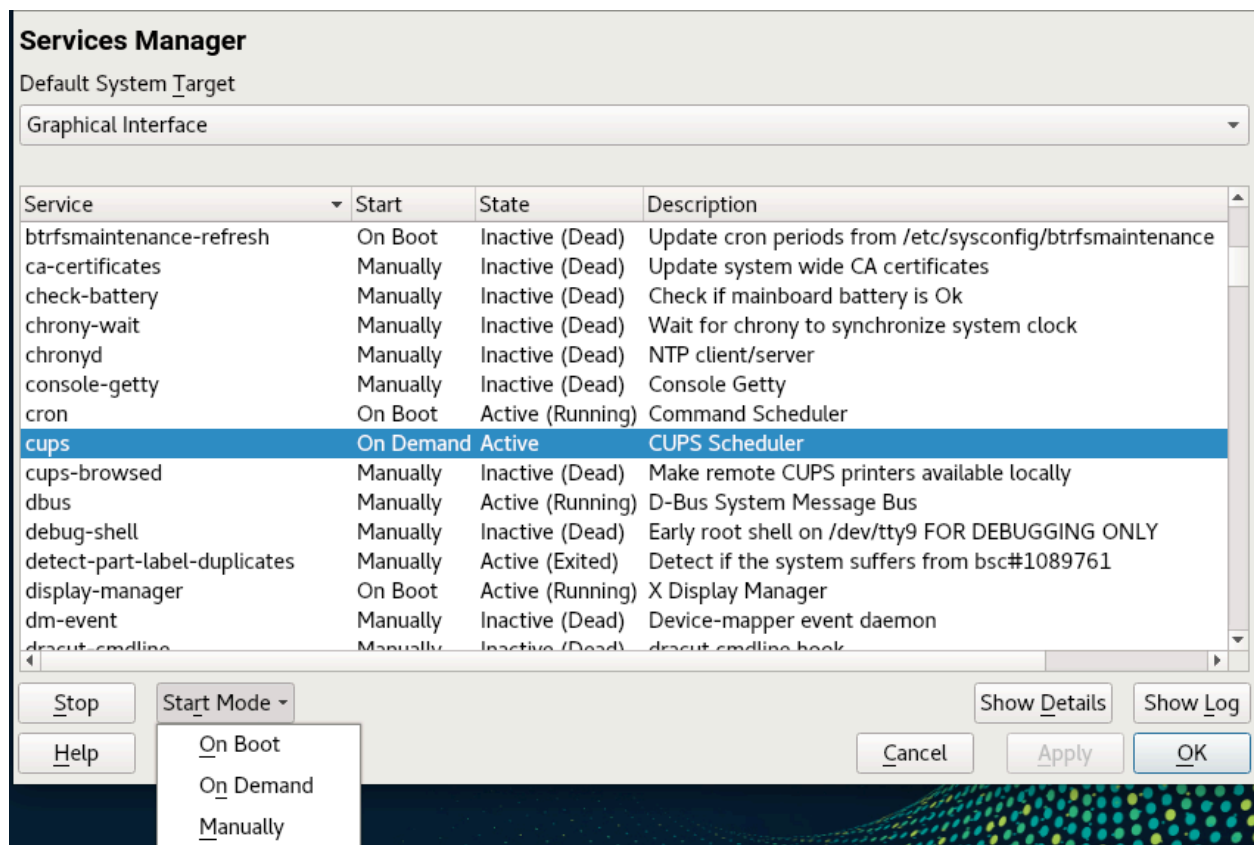 Services Manager
Default System Target
Graphical Interface
Service Start State Description
btrfsmaintenance-refresh On Boot Inactive (Dead) Update cron periods from /etc/sysconfig/btrfsmaintenance
ca-certificates Manually Inactive (Dead) Update system wide CA certificates
check-battery Manually Inactive (Dead) Check if mainboard battery is Ok
chrony-wait Manually Inactive (Dead) Wait for chrony to synchronize system clock
chronyd Manually Inactive (Dead) NTP client/server
console-getty Manually Inactive (Dead) Console Getty
cron On Boot Active (Running) Command Scheduler
cups On Demand Active CUPS Scheduler
cups-browsed Manually Inactive (Dead) Make remote CUPS printers available locally
dbus Manually Active (Running) D-Bus System Message Bus
debug-shell Manually Inactive (Dead) Early root shell on /dev/tty9 FOR DEBUGGING ONLY
detect-part-label-duplicates Manually Active (Exited) Detect if the system suffers from bsc#1089761
display-manager On Boot Active (Running) X Display Manager
dm-event Manually Inactive (Dead) Device-mapper event daemon
dracut-cmdline Manually Inactive (Dead) dracut cmdline hook
Stop Start Mode Show Details Show Log
Help On Boot Cancel Apply OK
On Demand
Manually